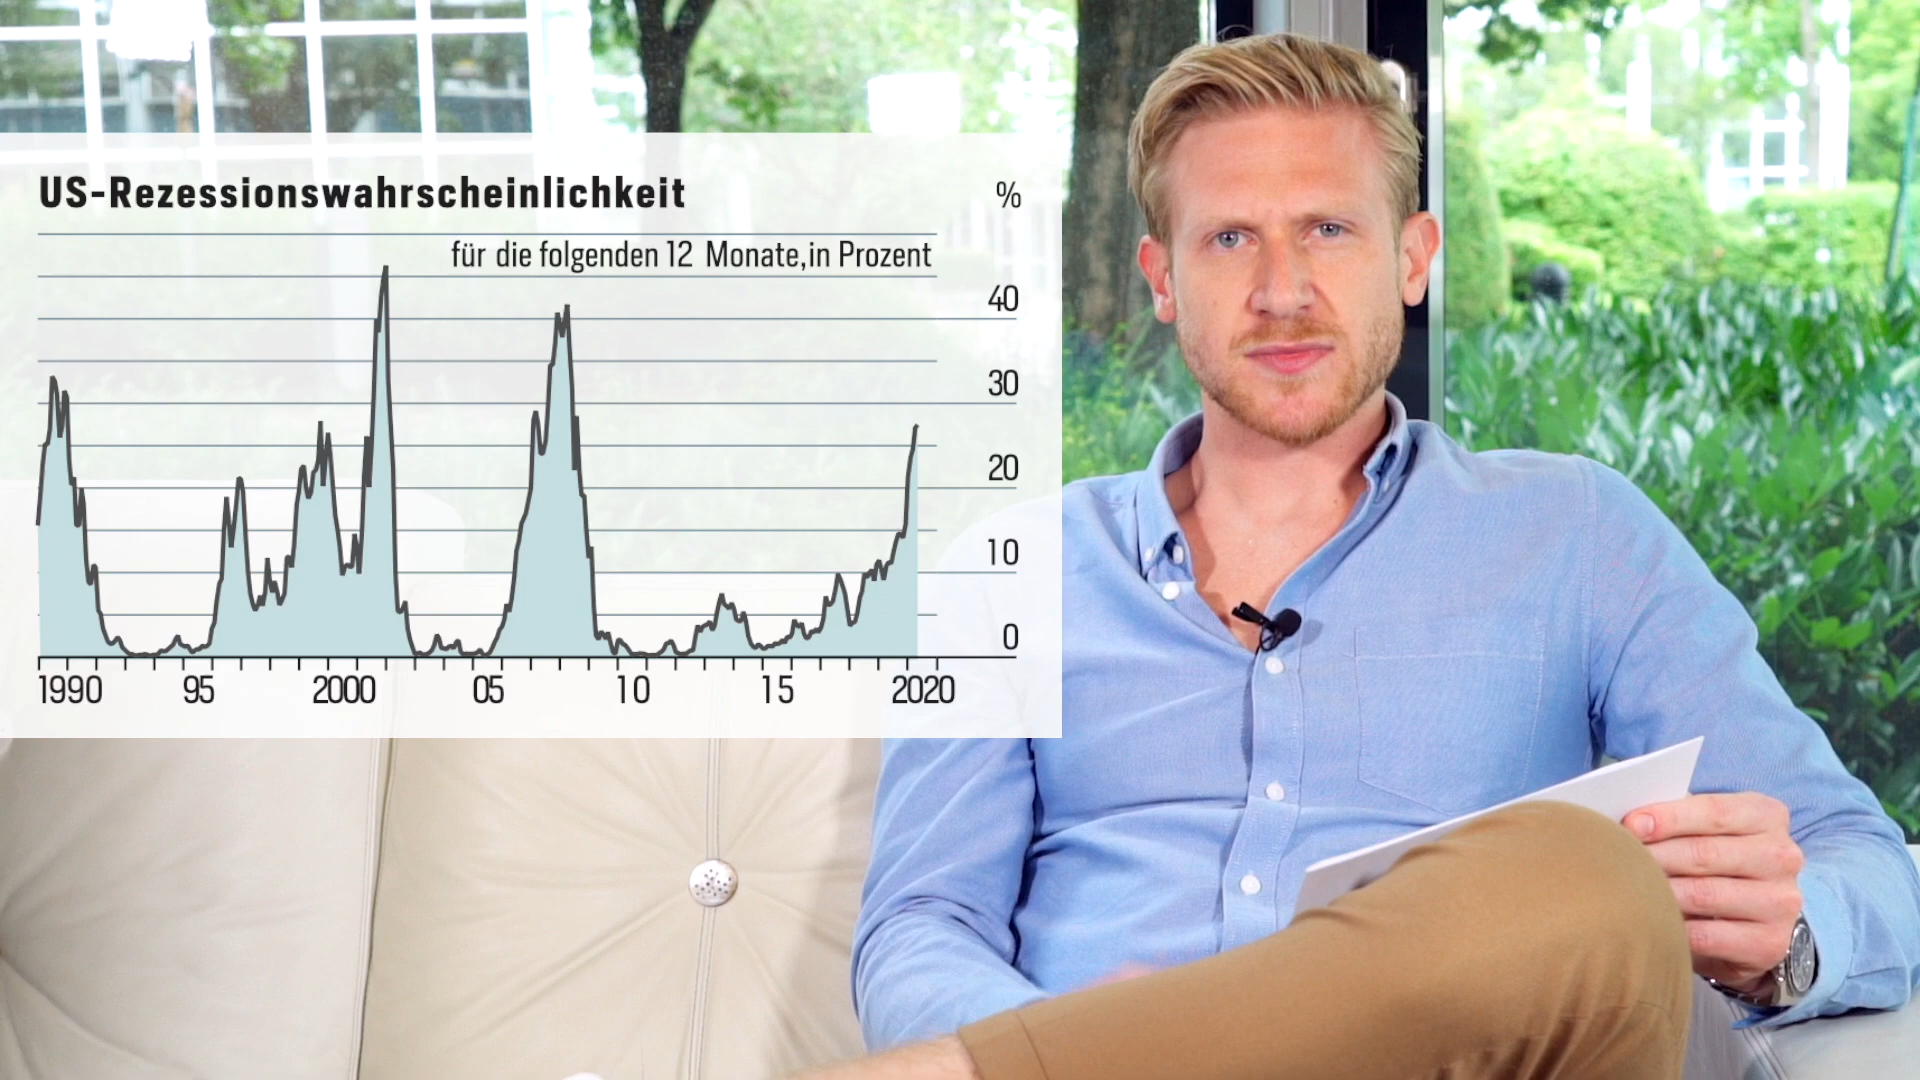 US-Rezessionswahrscheinlichkeit %
für die folgenden 12 Monate,in Prozent
40
30
20
10
0
1990 95 2000 05 10 15 2020